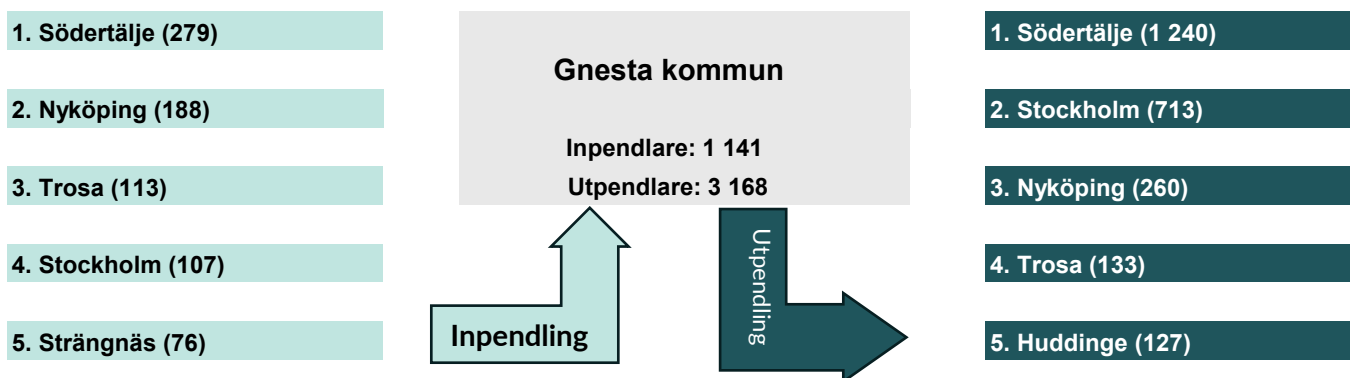 1. Södertälje (279)
2. Nyköping (188)
3. Trosa (113)
4. Stockholm (107)
5. Strängnäs (76)
Gnesta kommun
Inpendlare: 1 141
Utpendlare: 3 168
Inpendling
Utpendling
1. Södertälje (1 240)
2. Stockholm (713)
3. Nyköping (260)
4. Trosa (133)
5. Huddinge (127)